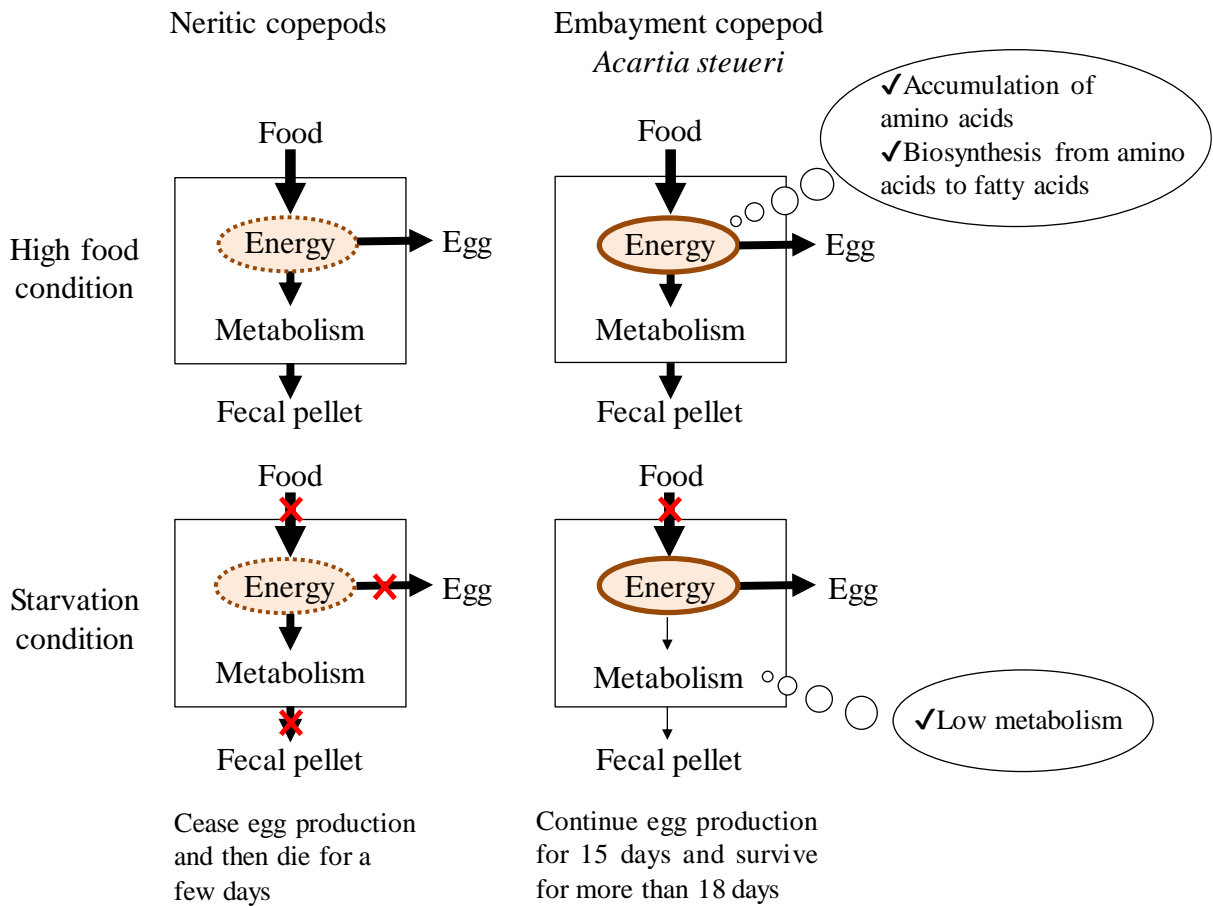 Neritic copepods
Embayment copepod
Acartia steueri
✓Accumulation of
amino acids
✓Biosynthesis from amino
acids to fatty acids
High food
condition
Food
Energy
Egg
Metabolism
Fecal pellet
Food
Energy
Egg
Metabolism
Fecal pellet
Starvation
condition
Food
Energy
Egg
Metabolism
Fecal pellet
Food
Energy
Egg
Metabolism
Fecal pellet
✓Low metabolism
Cease egg production
and then die for a
few days
Continue egg production
for 15 days and survive
for more than 18 days